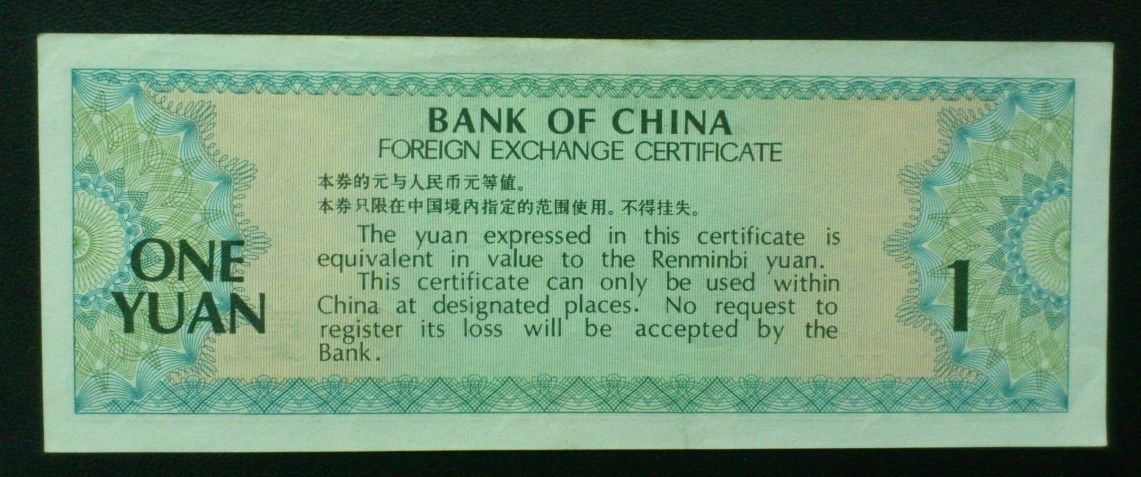 BANK OF CHINA
FOREIGN EXCHANGE CERTIFICATE
本券的元与人民币元等值。
本券只限在中国境内指定的范围使用。不得挂失。
The yuan expressed in this certificate is
equivalent in value to the Renminbi yuan.
This certificate can only be used within
China at designated places. No request to
register its loss will be accepted by the
Bank.
ONE
YUAN
1